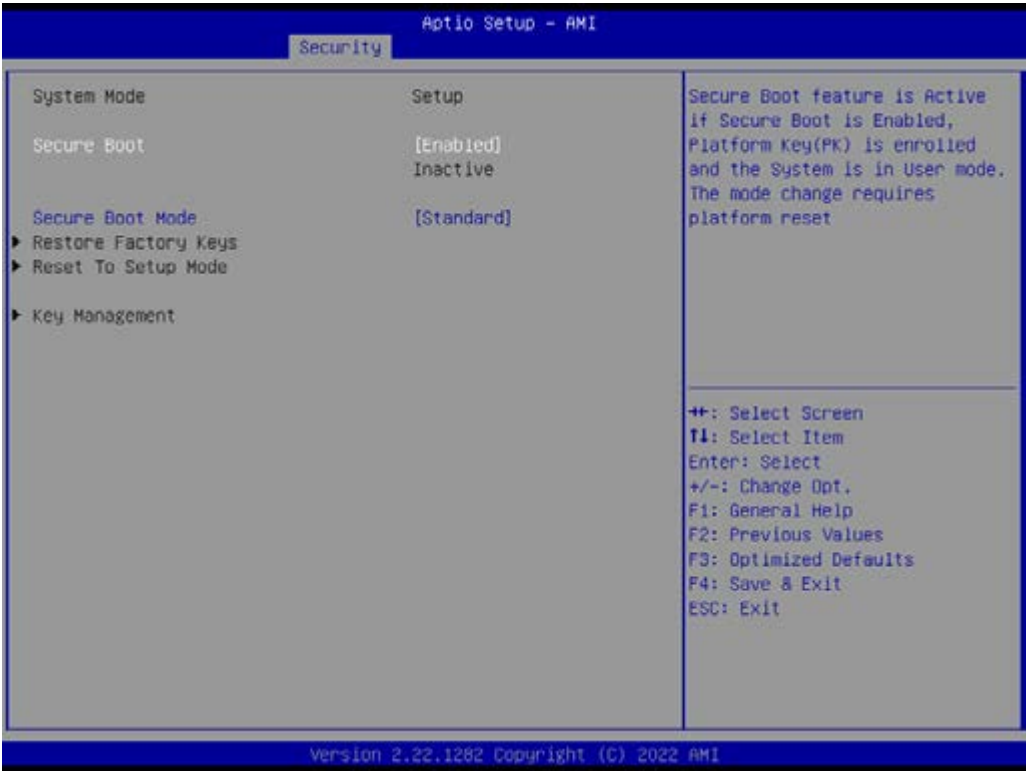 Aptio Setup – AMI
Security
System Mode Setup
Secure Boot [Enabled]
Inactive
Secure Boot Mode [Standard]
Restore Factory Keys
Reset To Setup Mode
Key Management
Secure Boot feature is Active
if Secure Boot is Enabled,
Platform Key(PK) is enrolled
and the System is in User mode.
The mode change requires
platform reset
→←: Select Screen
↑↓: Select Item
Enter: Select
+/-: Change Opt.
F1: General Help
F2: Previous Values
F3: Optimized Defaults
F4: Save & Exit
ESC: Exit
Version 2.22.1282 Copyright (C) 2022 AMI